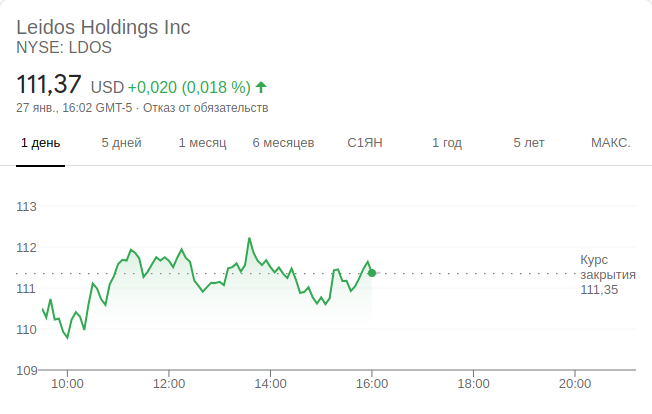 Leidos Holdings Inc
NYSE: LDOS
111,37 USD +0,020 (0,018 %)
27 янв., 16:02 GMT-5 · Отказ от обязательств
1 день 5 дней 1 месяц 6 месяцев С1ЯН 1 год 5 лет МАКС.
113
112
Курс
закрытия
111,35
111
110
109
10:00 12:00 14:00 16:00 18:00 20:00